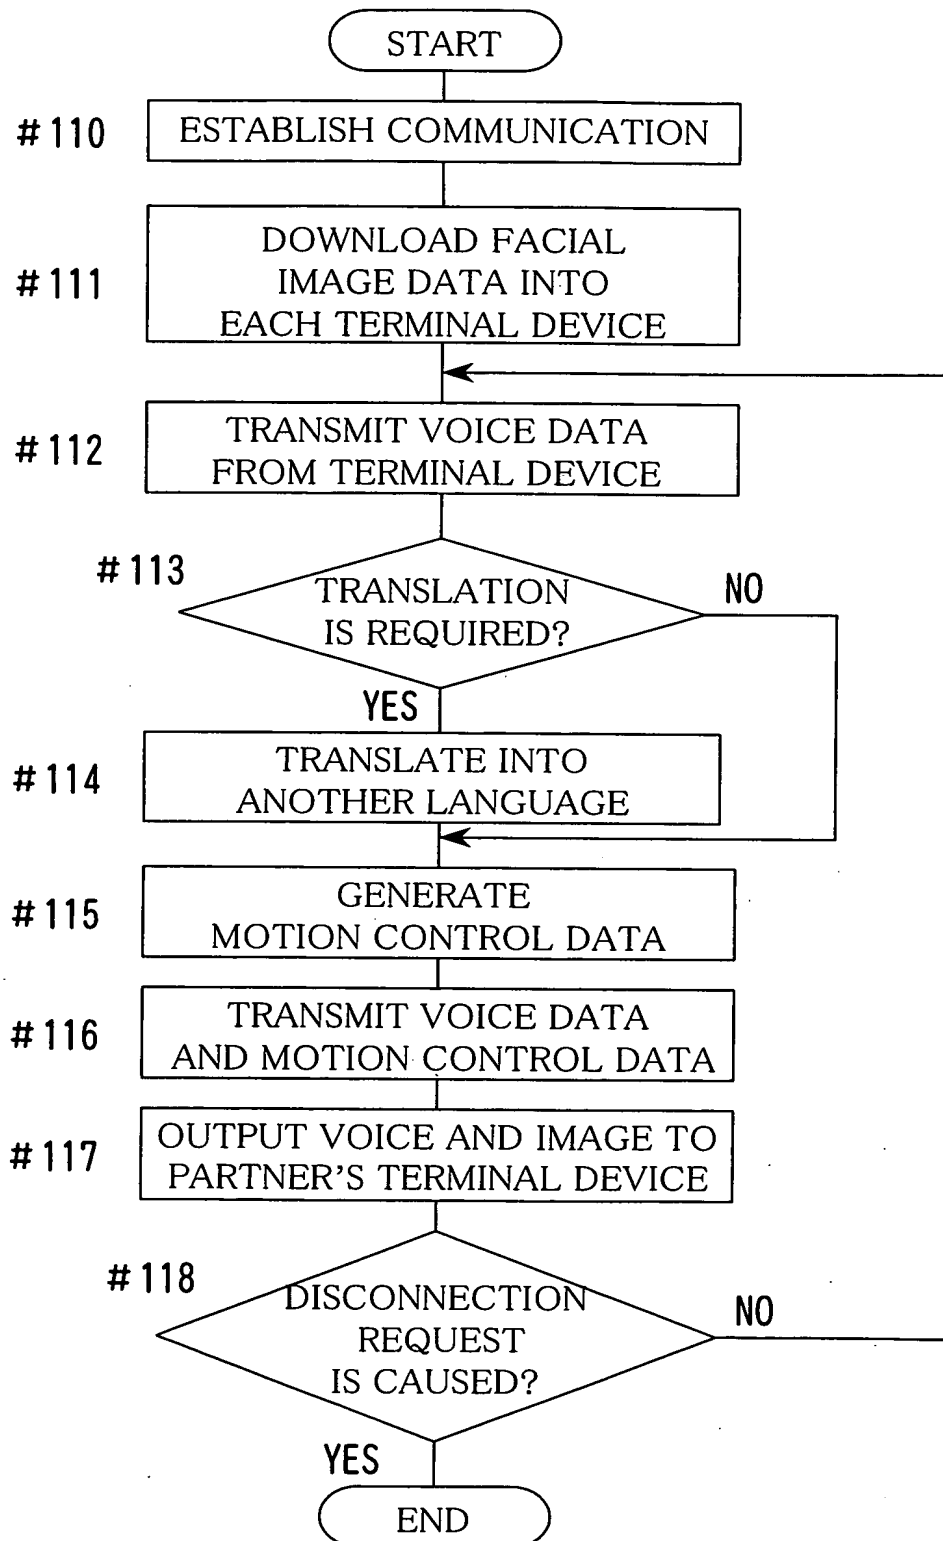 START
#110
ESTABLISH COMMUNICATION
#111
DOWNLOAD FACIAL
IMAGE DATA INTO
EACH TERMINAL DEVICE
#112
TRANSMIT VOICE DATA
FROM TERMINAL DEVICE
#113
TRANSLATION
IS REQUIRED?
NO
YES
#114
TRANSLATE INTO
ANOTHER LANGUAGE
#115
GENERATE
MOTION CONTROL DATA
#116
TRANSMIT VOICE DATA
AND MOTION CONTROL DATA
#117
OUTPUT VOICE AND IMAGE TO
PARTNER'S TERMINAL DEVICE
#118
DISCONNECTION
REQUEST
IS CAUSED?
NO
YES
END